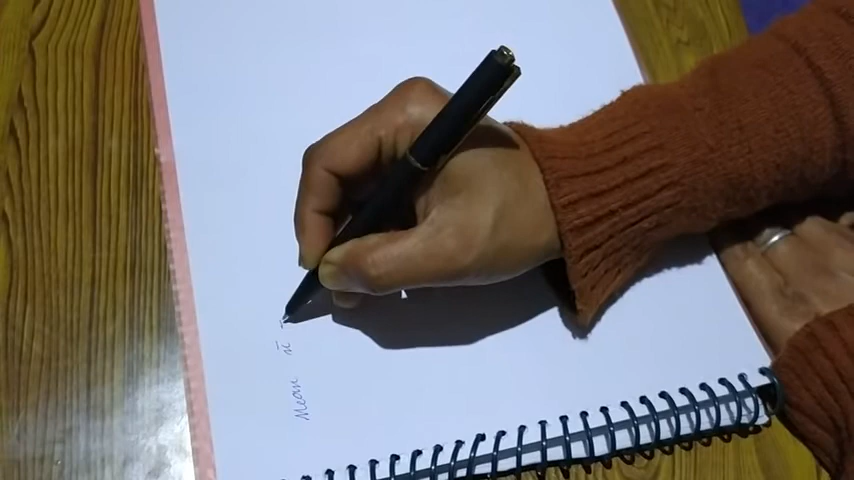 Mean x̄ =